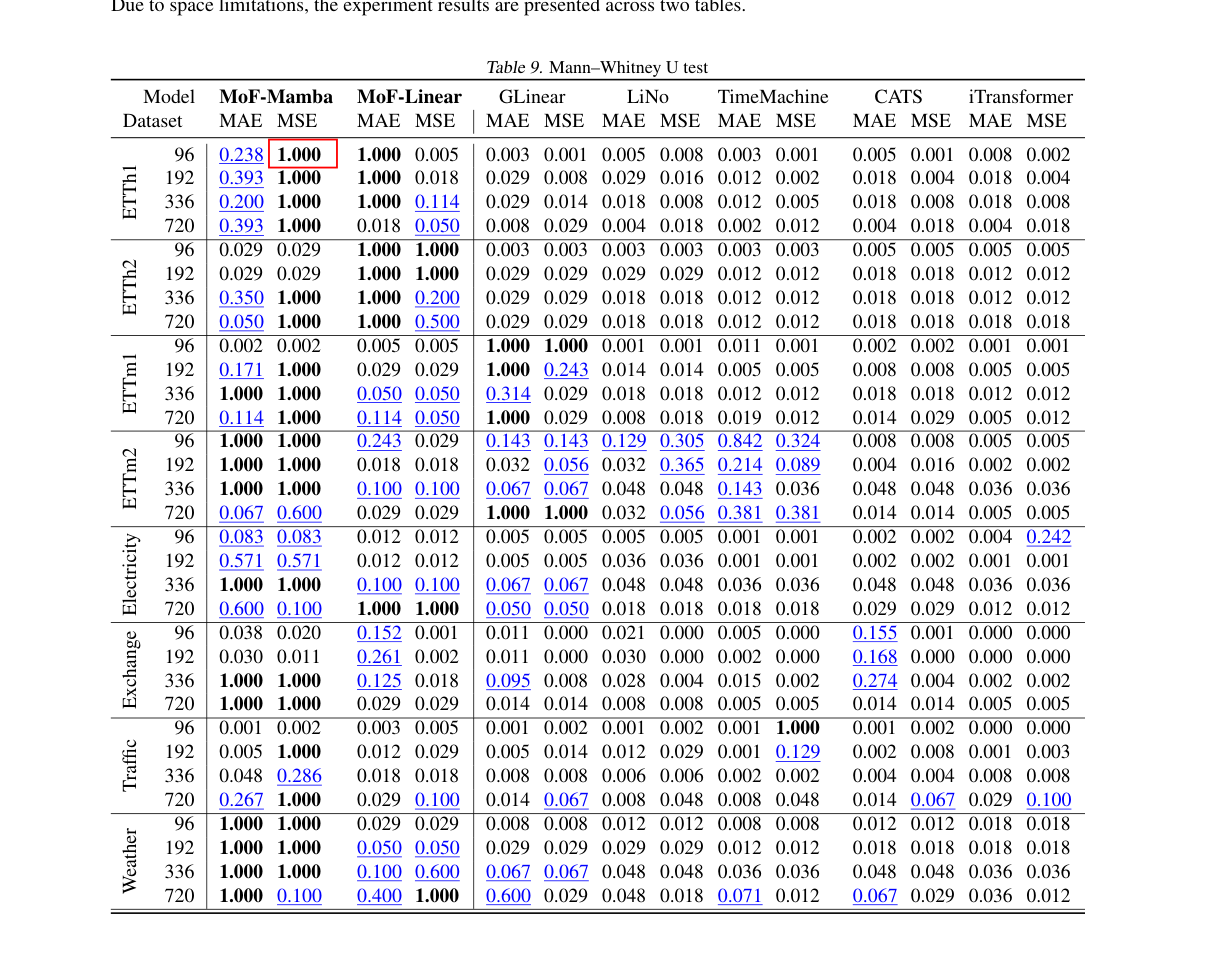 Due to space limitations, the experiment results are presented across two tables.
Table 9. Mann–Whitney U test
Model MoF-Mamba MoF-Linear GLinear LiNo TimeMachine CATS iTransformer
Dataset MAE MSE MAE MSE MAE MSE MAE MSE MAE MSE MAE MSE MAE MSE
ETTh1
96 0.238 1.000 1.000 0.005 0.003 0.001 0.005 0.008 0.003 0.001 0.005 0.001 0.008 0.002
192 0.393 1.000 1.000 0.018 0.029 0.008 0.029 0.016 0.012 0.002 0.018 0.004 0.018 0.004
336 0.200 1.000 1.000 0.114 0.029 0.014 0.018 0.008 0.012 0.005 0.018 0.008 0.018 0.008
720 0.393 1.000 0.018 0.050 0.008 0.029 0.004 0.018 0.002 0.012 0.004 0.018 0.004 0.018
ETTh2
96 0.029 0.029 1.000 1.000 0.003 0.003 0.003 0.003 0.003 0.003 0.005 0.005 0.005 0.005
192 0.029 0.029 1.000 1.000 0.029 0.029 0.029 0.029 0.012 0.012 0.018 0.018 0.012 0.012
336 0.350 1.000 1.000 0.200 0.029 0.029 0.018 0.018 0.012 0.012 0.018 0.018 0.012 0.012
720 0.050 1.000 1.000 0.500 0.029 0.029 0.018 0.018 0.012 0.012 0.018 0.018 0.018 0.018
ETTm1
96 0.002 0.002 0.005 0.005 1.000 1.000 0.001 0.001 0.011 0.001 0.002 0.002 0.001 0.001
192 0.171 1.000 0.029 0.029 1.000 0.243 0.014 0.014 0.005 0.005 0.008 0.008 0.005 0.005
336 1.000 1.000 0.050 0.050 0.314 0.029 0.018 0.018 0.012 0.012 0.018 0.018 0.012 0.012
720 0.114 1.000 0.114 0.050 1.000 0.029 0.008 0.018 0.019 0.012 0.014 0.029 0.005 0.012
ETTm2
96 1.000 1.000 0.243 0.029 0.143 0.143 0.129 0.305 0.842 0.324 0.008 0.008 0.005 0.005
192 1.000 1.000 0.018 0.018 0.032 0.056 0.032 0.365 0.214 0.089 0.004 0.016 0.002 0.002
336 1.000 1.000 0.100 0.100 0.067 0.067 0.048 0.048 0.143 0.036 0.048 0.048 0.036 0.036
720 0.067 0.600 0.029 0.029 1.000 1.000 0.032 0.056 0.381 0.381 0.014 0.014 0.005 0.005
Electricity
96 0.083 0.083 0.012 0.012 0.005 0.005 0.005 0.005 0.001 0.001 0.002 0.002 0.004 0.242
192 0.571 0.571 0.012 0.012 0.005 0.005 0.036 0.036 0.001 0.001 0.002 0.002 0.001 0.001
336 1.000 1.000 0.100 0.100 0.067 0.067 0.048 0.048 0.036 0.036 0.048 0.048 0.036 0.036
720 0.600 0.100 1.000 1.000 0.050 0.050 0.018 0.018 0.018 0.018 0.029 0.029 0.012 0.012
Exchange
96 0.038 0.020 0.152 0.001 0.011 0.000 0.021 0.000 0.005 0.000 0.155 0.001 0.000 0.000
192 0.030 0.011 0.261 0.002 0.011 0.000 0.030 0.000 0.002 0.000 0.168 0.000 0.000 0.000
336 1.000 1.000 0.125 0.018 0.095 0.008 0.028 0.004 0.015 0.002 0.274 0.004 0.002 0.002
720 1.000 1.000 0.029 0.029 0.014 0.014 0.008 0.008 0.005 0.005 0.014 0.014 0.005 0.005
Traffic
96 0.001 0.002 0.003 0.005 0.001 0.002 0.001 0.002 0.001 1.000 0.001 0.002 0.000 0.000
192 0.005 1.000 0.012 0.029 0.005 0.014 0.012 0.029 0.001 0.129 0.002 0.008 0.001 0.003
336 0.048 0.286 0.018 0.018 0.008 0.008 0.006 0.006 0.002 0.002 0.004 0.004 0.008 0.008
720 0.267 1.000 0.029 0.100 0.014 0.067 0.008 0.048 0.008 0.048 0.014 0.067 0.029 0.100
Weather
96 1.000 1.000 0.029 0.029 0.008 0.008 0.012 0.012 0.008 0.008 0.012 0.012 0.018 0.018
192 1.000 1.000 0.050 0.050 0.029 0.029 0.029 0.029 0.012 0.012 0.018 0.018 0.018 0.018
336 1.000 1.000 0.100 0.600 0.067 0.067 0.048 0.048 0.036 0.036 0.048 0.048 0.036 0.036
720 1.000 0.100 0.400 1.000 0.600 0.029 0.048 0.018 0.071 0.012 0.067 0.029 0.036 0.012